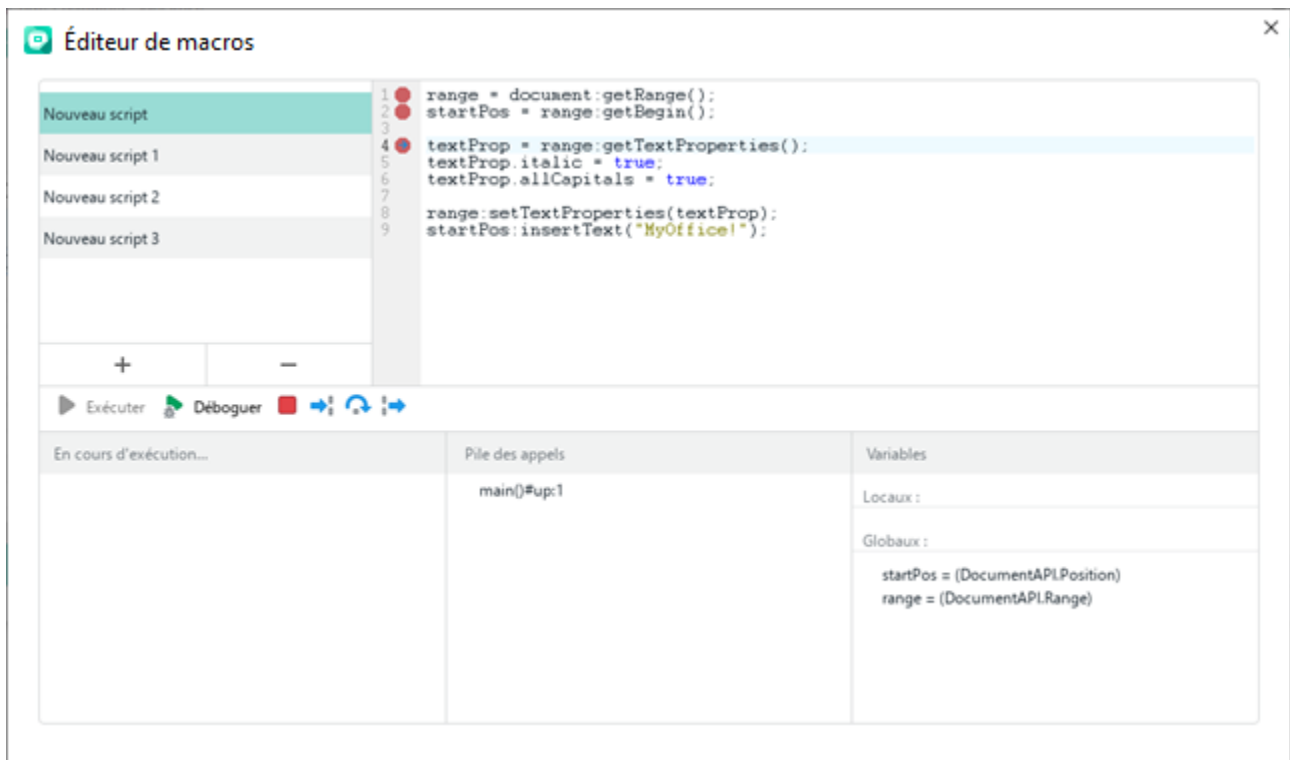 Éditeur de macros
Nouveau script
Nouveau script 1
Nouveau script 2
Nouveau script 3
+ −
1 range = document:getRange();
2 startPos = range:getBegin();
3
4 textProp = range:getTextProperties();
5 textProp.italic = true;
6 textProp.allCapitals = true;
7
8 range:setTextProperties(textProp);
9 startPos:insertText("MyOffice!");
Exécuter Déboguer
En cours d'exécution...
Pile des appels
main()#up:1
Variables
Locaux :
Globaux :
startPos = (DocumentAPI.Position)
range = (DocumentAPI.Range)